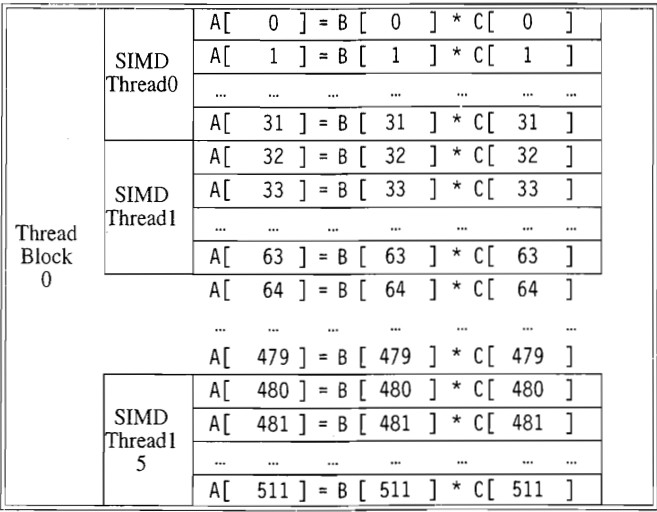 A[ 0 ] = B [ 0 ] * C[ 0 ]
SIMD Thread0
A[ 1 ] = B [ 1 ] * C[ 1 ]
... ... ... ... ... ... ...
A[ 31 ] = B [ 31 ] * C[ 31 ]
SIMD Thread1
A[ 32 ] = B [ 32 ] * C[ 32 ]
A[ 33 ] = B [ 33 ] * C[ 33 ]
... ... ... ... ... ... ...
A[ 63 ] = B [ 63 ] * C[ 63 ]
Thread
Block
0
A[ 64 ] = B [ 64 ] * C[ 64 ]
... ... ... ... ... ... ...
A[ 479 ] = B [ 479 ] * C[ 479 ]
SIMD
Thread1
5
A[ 480 ] = B [ 480 ] * C[ 480 ]
A[ 481 ] = B [ 481 ] * C[ 481 ]
... ... ... ... ... ... ...
A[ 511 ] = B [ 511 ] * C[ 511 ]